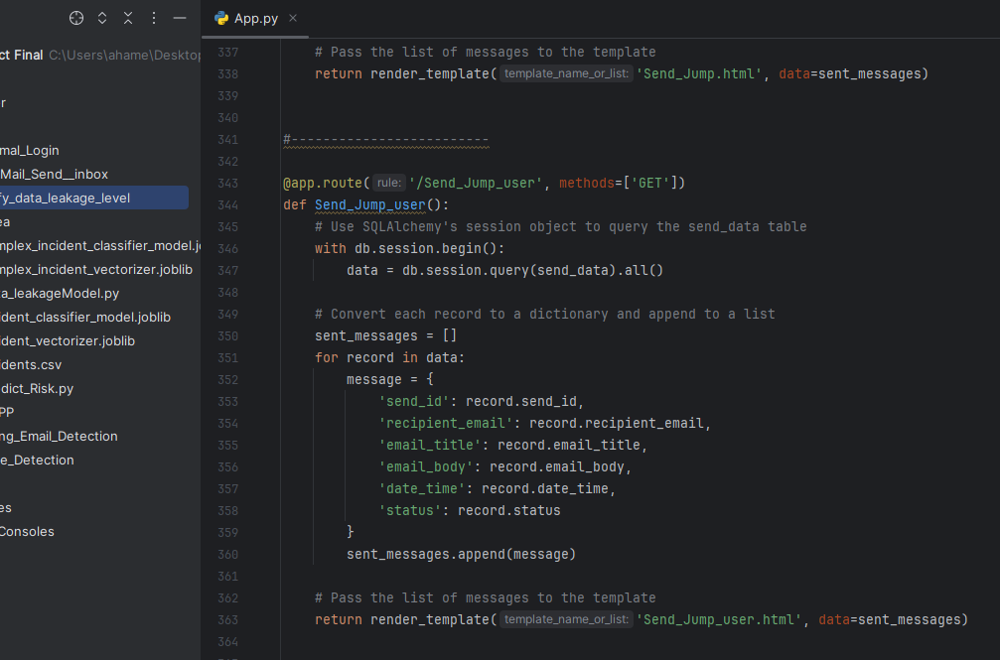 App.py
ct Final C:\Users\ahame\Desktop
r
mal_Login
Mail_Send__inbox
fy_data_leakage_level
ea
mplex_incident_classifier_model.jo
mplex_incident_vectorizer.joblib
ta_leakageModel.py
ident_classifier_model.joblib
ident_vectorizer.joblib
idents.csv
dict_Risk.py
PP
ng_Email_Detection
e_Detection
es
Consoles
337 # Pass the list of messages to the template
338 return render_template( template_name_or_list: 'Send_Jump.html', data=sent_messages)
339
340
341 #-------------------------
342
343 @app.route( rule: '/Send_Jump_user', methods=['GET'])
344 def Send_Jump_user():
345 # Use SQLAlchemy's session object to query the send_data table
346 with db.session.begin():
347 data = db.session.query(send_data).all()
348
349 # Convert each record to a dictionary and append to a list
350 sent_messages = []
351 for record in data:
352 message = {
353 'send_id': record.send_id,
354 'recipient_email': record.recipient_email,
355 'email_title': record.email_title,
356 'email_body': record.email_body,
357 'date_time': record.date_time,
358 'status': record.status
359 }
360 sent_messages.append(message)
361
362 # Pass the list of messages to the template
363 return render_template( template_name_or_list: 'Send_Jump_user.html', data=sent_messages)
364